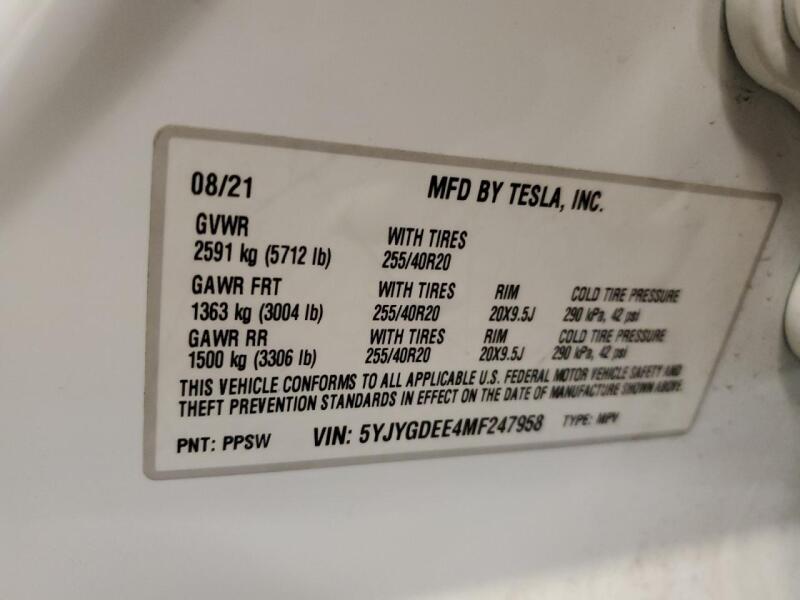 08/21 MFD BY TESLA, INC.
GVWR
2591 kg (5712 lb) WITH TIRES 255/40R20
GAWR FRT WITH TIRES RIM COLD TIRE PRESSURE
1363 kg (3004 lb) 255/40R20 20X9.5J 290 kPa, 42 psi
GAWR RR WITH TIRES RIM COLD TIRE PRESSURE
1500 kg (3306 lb) 255/40R20 20X9.5J 290 kPa, 42 psi
THIS VEHICLE CONFORMS TO ALL APPLICABLE U.S. FEDERAL MOTOR VEHICLE SAFETY AND
THEFT PREVENTION STANDARDS IN EFFECT ON THE DATE OF MANUFACTURE SHOWN ABOVE.
PNT: PPSW VIN: 5YJYGDEE4MF247958 TYPE: MPV